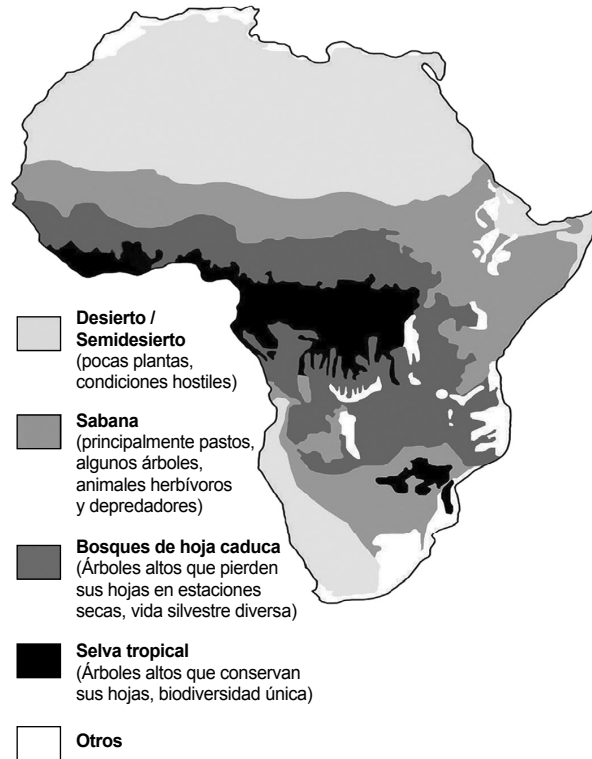 Desierto /
Semidesierto
(pocas plantas,
condiciones hostiles)
Sabana
(principalmente pastos,
algunos árboles,
animales herbívoros
y depredadores)
Bosques de hoja caduca
(Árboles altos que pierden
sus hojas en estaciones
secas, vida silvestre diversa)
Selva tropical
(Árboles altos que conservan
sus hojas, biodiversidad única)
Otros